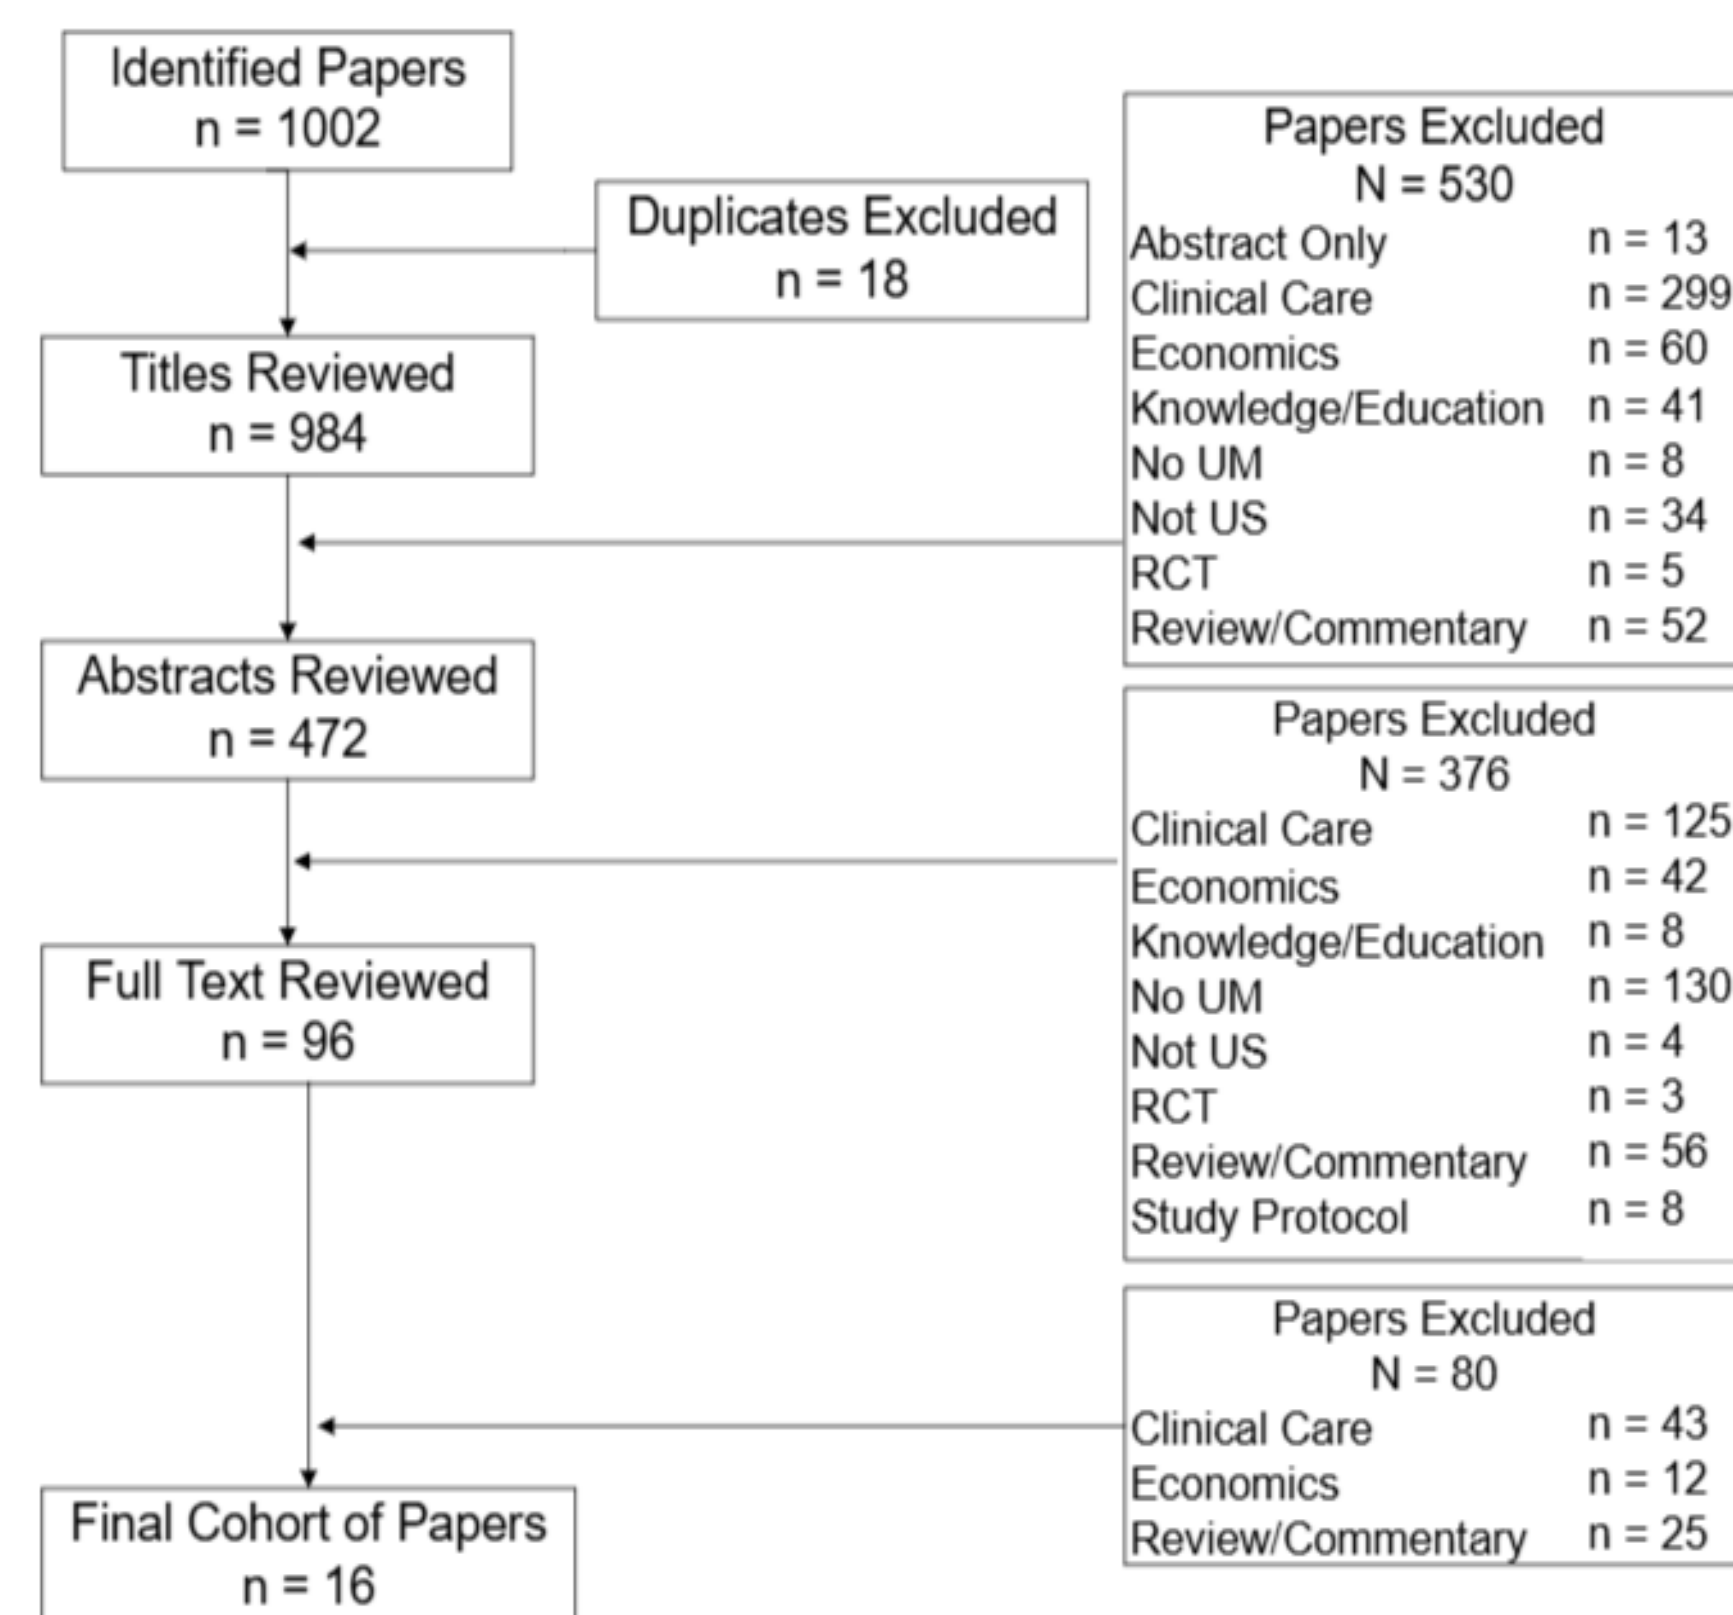 Identified Papers
n = 1002
Duplicates Excluded
n = 18
Titles Reviewed
n = 984
Papers Excluded
N = 530
Abstract Only n = 13
Clinical Care n = 299
Economics n = 60
Knowledge/Education n = 41
No UM n = 8
Not US n = 34
RCT n = 5
Review/Commentary n = 52
Abstracts Reviewed
n = 472
Papers Excluded
N = 376
Clinical Care n = 125
Economics n = 42
Knowledge/Education n = 8
No UM n = 130
Not US n = 4
RCT n = 3
Review/Commentary n = 56
Study Protocol n = 8
Full Text Reviewed
n = 96
Papers Excluded
N = 80
Clinical Care n = 43
Economics n = 12
Review/Commentary n = 25
Final Cohort of Papers
n = 16